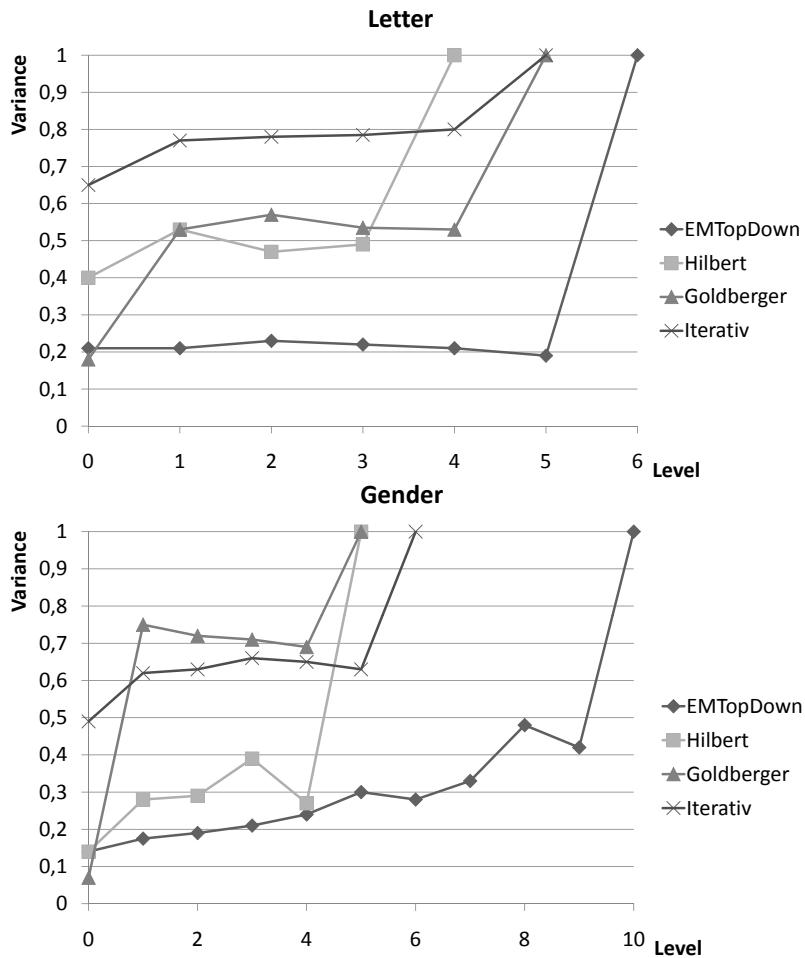 Letter
Variance
1
0,9
0,8
0,7
0,6
0,5
0,4
0,3
0,2
0,1
0
0 1 2 3 4 5 6
Level
EMTopDown
Hilbert
Goldberger
Iterativ
Gender
Variance
1
0,9
0,8
0,7
0,6
0,5
0,4
0,3
0,2
0,1
0
0 2 4 6 8 10
Level
EMTopDown
Hilbert
Goldberger
Iterativ